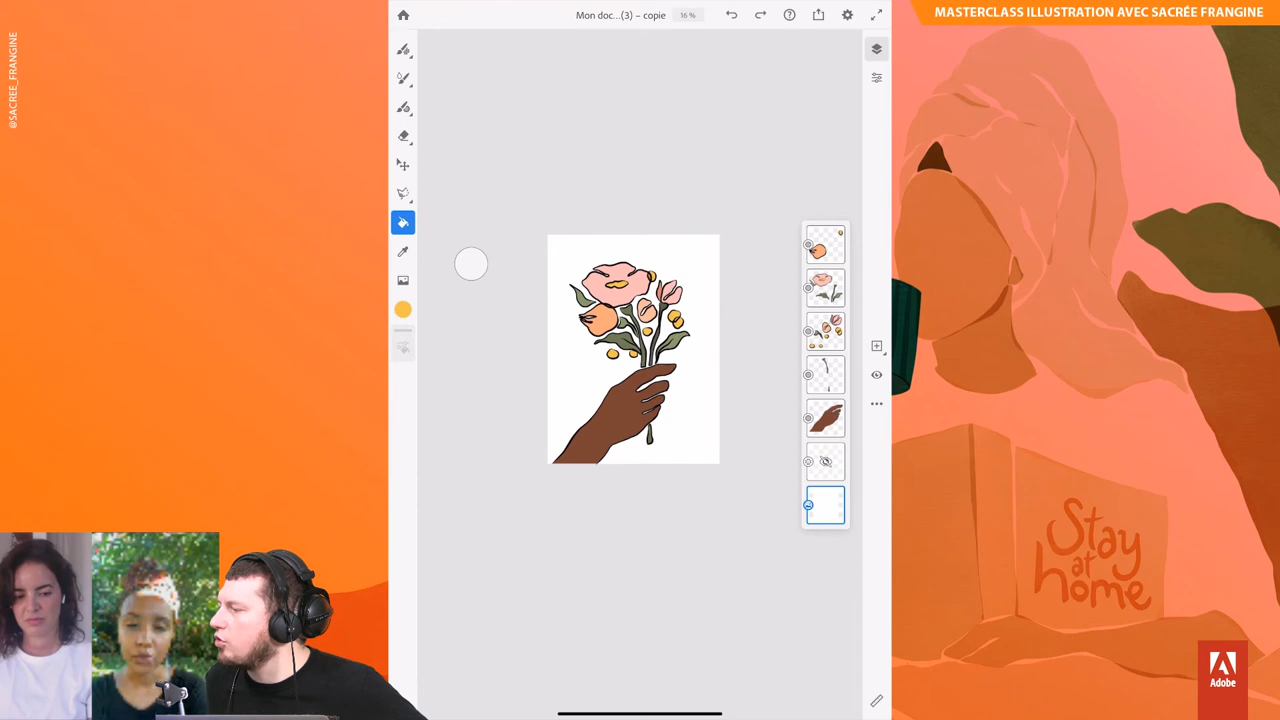 @SACREE_FRANGINE
Mon doc...(3) – copie
16 %
MASTERCLASS ILLUSTRATION AVEC SACRÉE FRANGINE
Stay
at
home
Adobe